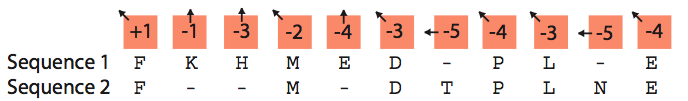 +1 -1 -3 -2 -4 -3 -5 -4 -3 -5 -4
Sequence 1 F K H M E D - P L - E
Sequence 2 F - - M - D T P L N E